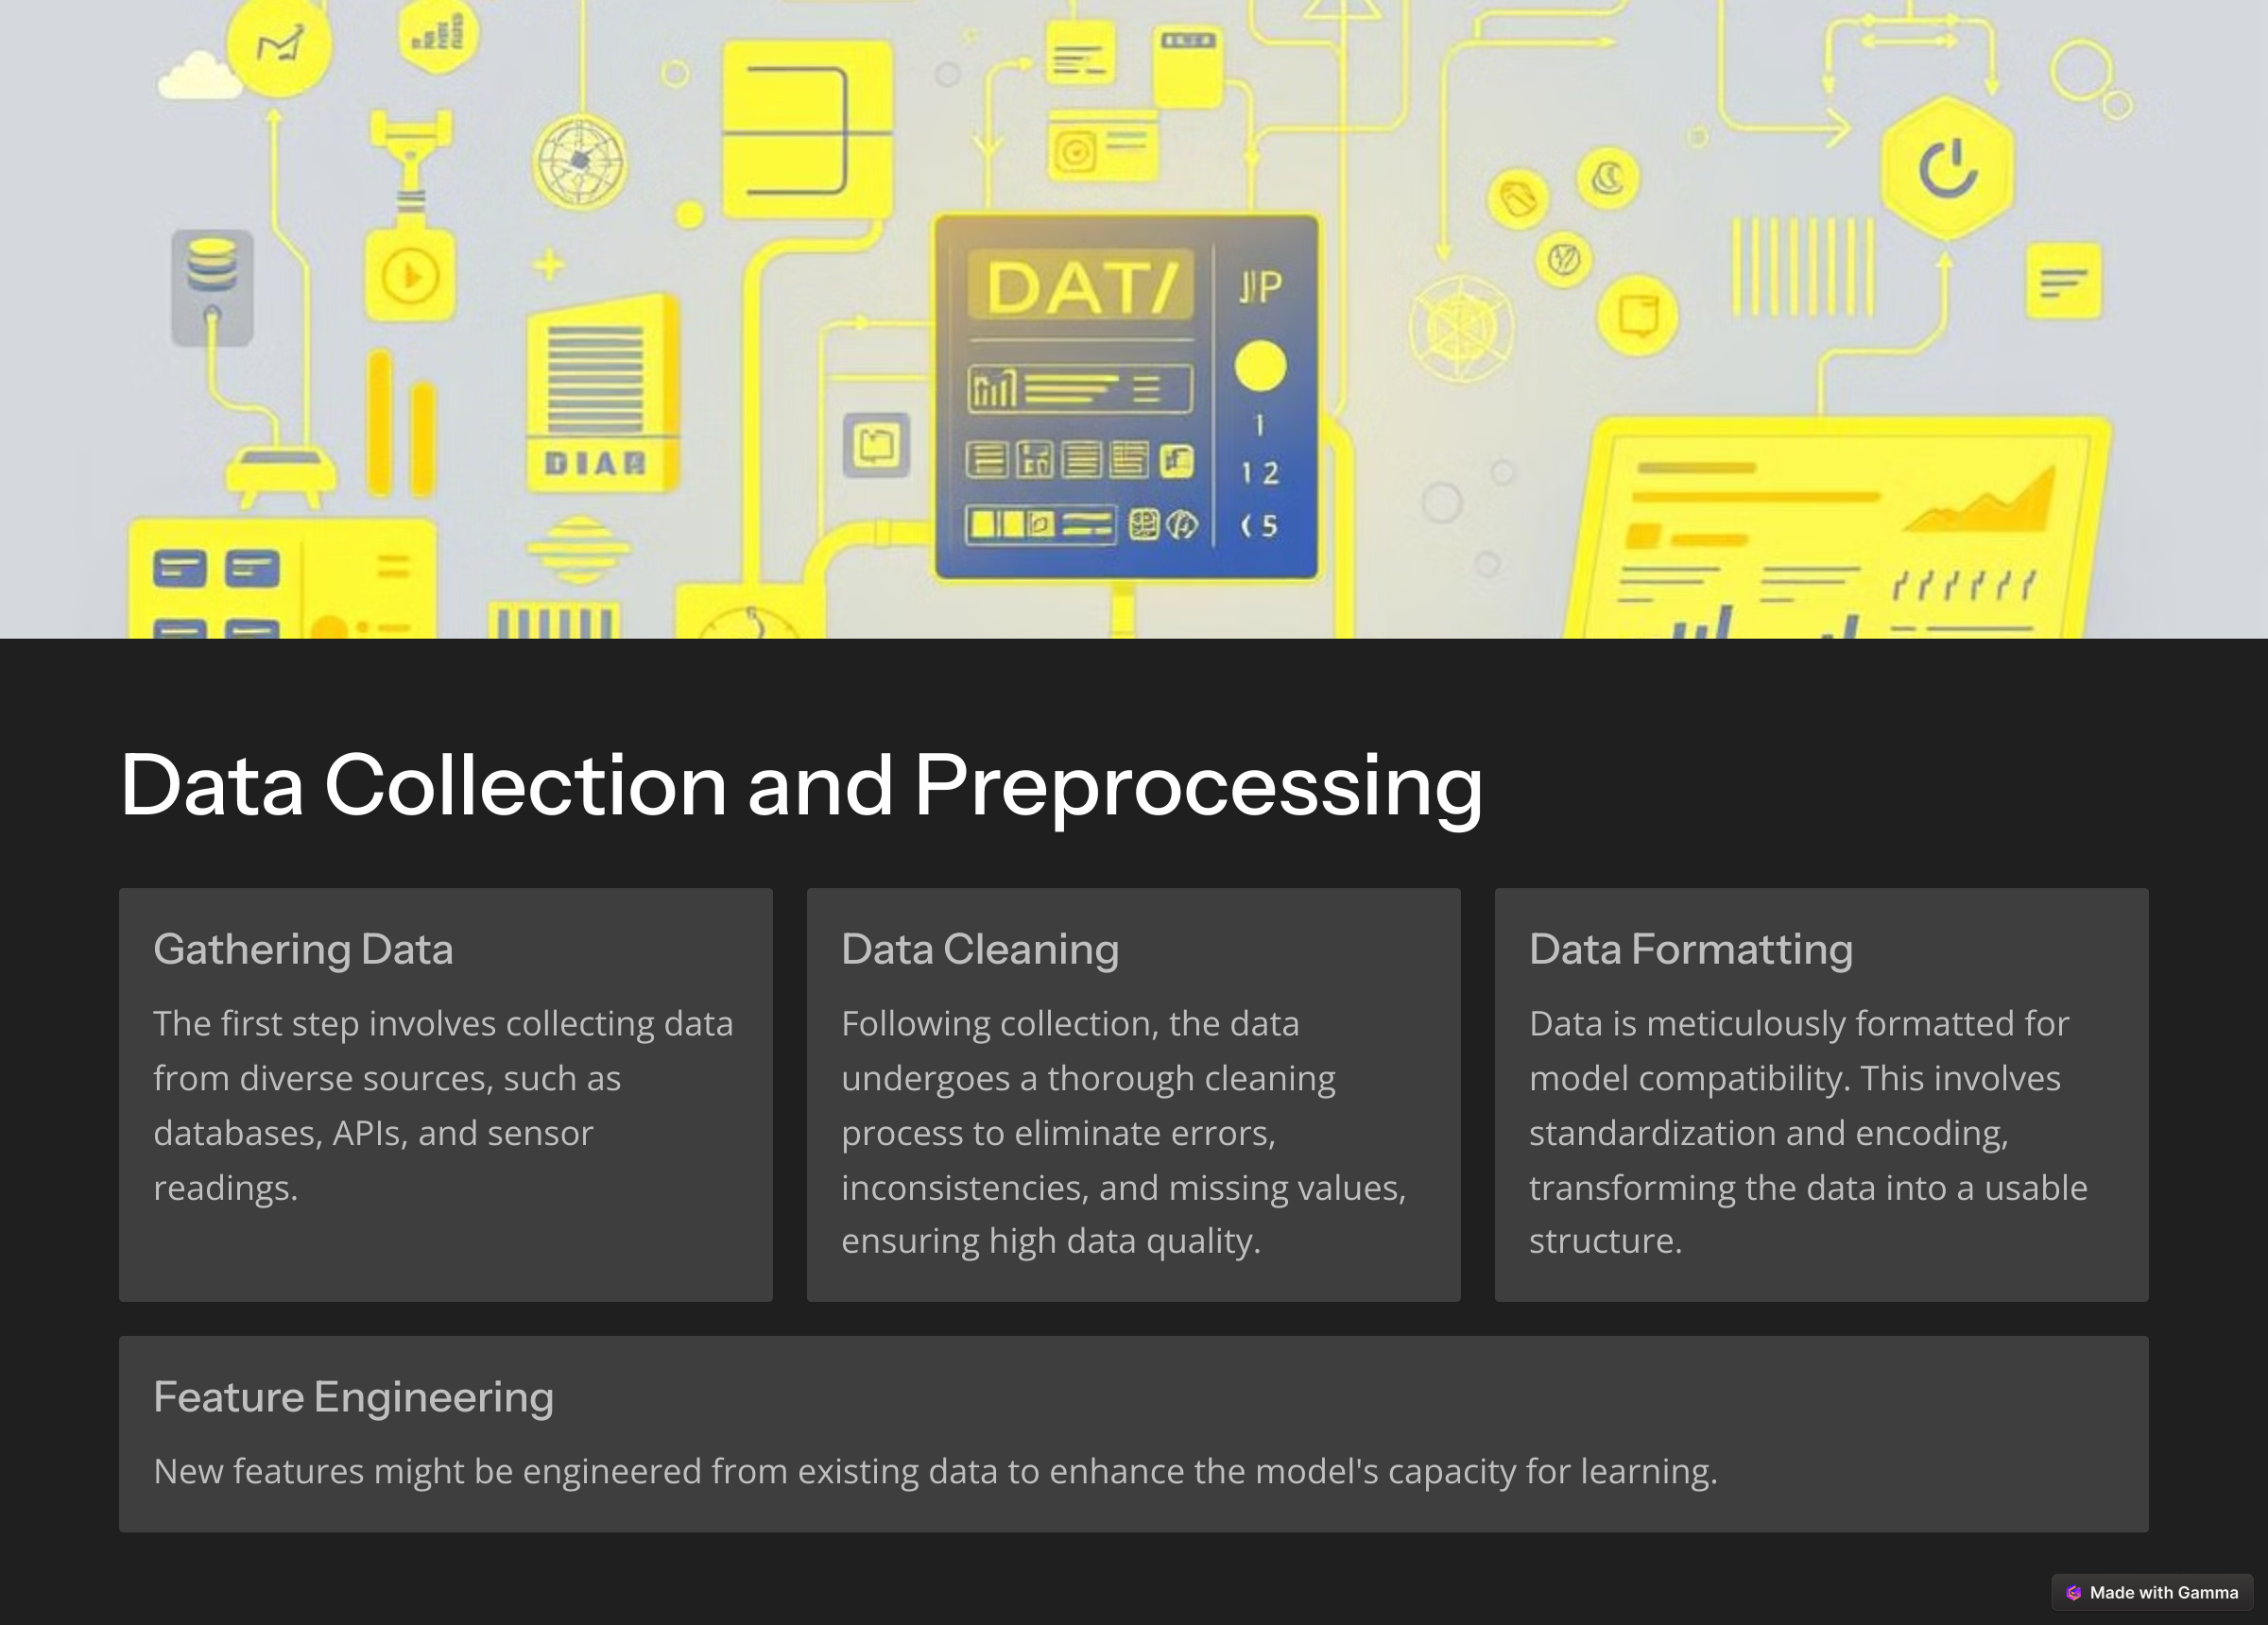 DAT/
DIAR
1
1 2
5
Data Collection and Preprocessing
Gathering Data
The first step involves collecting data
from diverse sources, such as
databases, APIs, and sensor
readings.
Data Cleaning
Following collection, the data
undergoes a thorough cleaning
process to eliminate errors,
inconsistencies, and missing values,
ensuring high data quality.
Data Formatting
Data is meticulously formatted for
model compatibility. This involves
standardization and encoding,
transforming the data into a usable
structure.
Feature Engineering
New features might be engineered from existing data to enhance the model's capacity for learning.
Made with Gamma